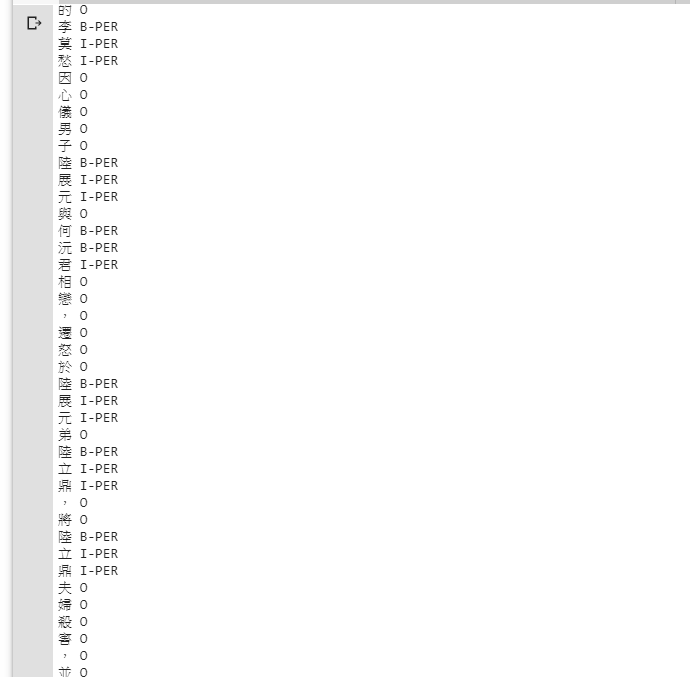 的 O
李 B-PER
莫 I-PER
愁 I-PER
因 O
心 O
儀 O
男 O
子 O
陸 B-PER
展 I-PER
元 I-PER
與 O
何 B-PER
沅 B-PER
君 I-PER
相 O
戀 O
， O
遷 O
怒 O
於 O
陸 B-PER
展 I-PER
元 I-PER
弟 O
陸 B-PER
立 I-PER
鼎 I-PER
， O
將 O
陸 B-PER
立 I-PER
鼎 I-PER
夫 O
婦 O
殺 O
害 O
， O
並 O